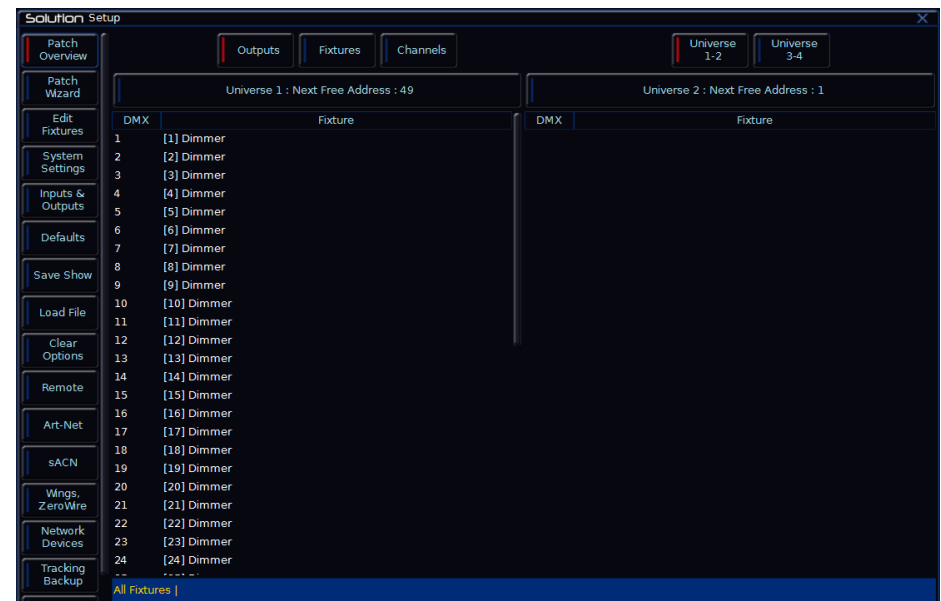 Solution Setup
X
Patch
Overview
Patch
Wizard
Edit
Fixtures
System
Settings
Inputs &
Outputs
Defaults
Save Show
Load File
Clear
Options
Remote
Art-Net
sACN
Wings,
ZeroWire
Network
Devices
Tracking
Backup
Outputs Fixtures Channels
Universe
1-2
Universe
3-4
Universe 1 : Next Free Address : 49
Universe 2 : Next Free Address : 1
DMX Fixture
1 [1] Dimmer
2 [2] Dimmer
3 [3] Dimmer
4 [4] Dimmer
5 [5] Dimmer
6 [6] Dimmer
7 [7] Dimmer
8 [8] Dimmer
9 [9] Dimmer
10 [10] Dimmer
11 [11] Dimmer
12 [12] Dimmer
13 [13] Dimmer
14 [14] Dimmer
15 [15] Dimmer
16 [16] Dimmer
17 [17] Dimmer
18 [18] Dimmer
19 [19] Dimmer
20 [20] Dimmer
21 [21] Dimmer
22 [22] Dimmer
23 [23] Dimmer
24 [24] Dimmer
DMX Fixture
All Fixtures |